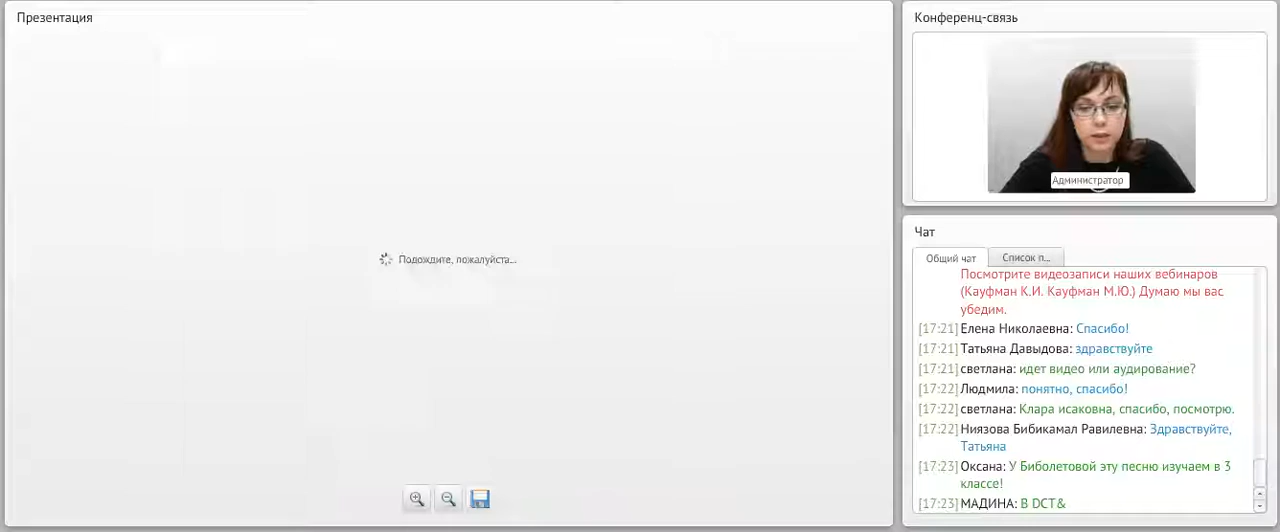 Презентация
Подождите, пожалуйста...
Конференц-связь
Администратор
Чат
Общий чат
Список п...
Посмотрите видеозаписи наших вебинаров
(Кауфман К.И. Кауфман М.Ю.) Думаю мы вас
убедим.
[17:21] Елена Николаевна: Спасибо!
[17:21] Татьяна Давыдова: здравствуйте
[17:21] светлана: идет видео или аудирование?
[17:22] Людмила: понятно, спасибо!
[17:22] светлана: Клара исаковна, спасибо, посмотрю.
[17:22] Ниязова Бибикамал Равилевна: Здравствуйте,
Татьяна
[17:23] Оксана: У Биболетовой эту песню изучаем в 3
классе!
[17:23] МАДИНА: В DCT&